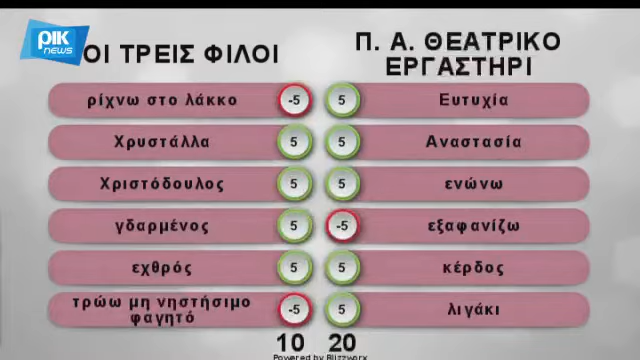 ΡΙΚ
news
ΟΙ ΤΡΕΙΣ ΦΙΛΟΙ
Π. Α. ΘΕΑΤΡΙΚΟ
ΕΡΓΑΣΤΗΡΙ
ρίχνω στο λάκκο -5 5 Ευτυχία
Χρυστάλλα 5 5 Αναστασία
Χριστόδουλος 5 5 ενώνω
γδαρμένος 5 -5 εξαφανίζω
εχθρός 5 5 κέρδος
τρώω μη νηστήσιμο
φαγητό -5 5 λιγάκι
10 20
Powered by Blizzworx